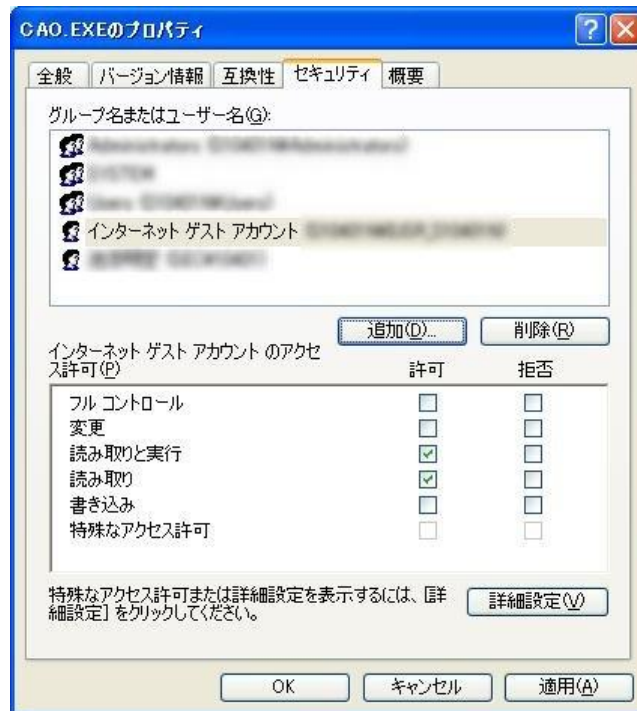 CAO.EXEのプロパティ
全般 バージョン情報 互換性 セキュリティ 概要
グループ名またはユーザー名(G):
インターネット ゲスト アカウント
追加(D)... 削除(R)
インターネット ゲスト アカウント のアクセ
ス許可(P) 許可 拒否
フル コントロール
変更
読み取りと実行
読み取り
書き込み
特殊なアクセス許可
特殊なアクセス許可または詳細設定を表示するには、[詳
細設定] をクリックしてください。
詳細設定(V)
OK キャンセル 適用(A)